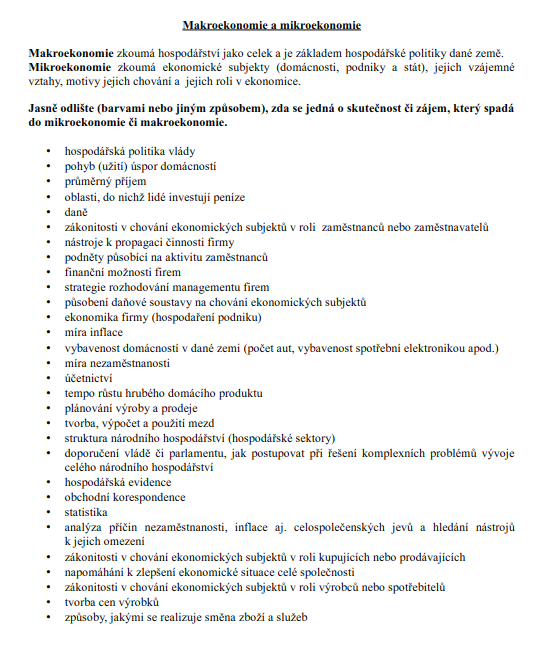 Makroekonomie a mikroekonomie
Makroekonomie zkoumá hospodářství jako celek a je základem hospodářské politiky dané země.
Mikroekonomie zkoumá ekonomické subjekty (domácnosti, podniky a stát), jejich vzájemné
vztahy, motivy jejich chování a jejich roli v ekonomice.
Jasně odlište (barvami nebo jiným způsobem), zda se jedná o skutečnost či zájem, který spadá
do mikroekonomie či makroekonomie.
• hospodářská politika vlády
• pohyb (užití) úspor domácností
• průměrný příjem
• oblasti, do nichž lidé investují peníze
• daně
• zákonitosti v chování ekonomických subjektů v roli zaměstnanců nebo zaměstnavatelů
• nástroje k propagaci činnosti firmy
• podněty působící na aktivitu zaměstnanců
• finanční možnosti firem
• strategie rozhodování managementu firem
• působení daňové soustavy na chování ekonomických subjektů
• ekonomika firmy (hospodaření podniku)
• míra inflace
• vybavenost domácností v dané zemi (počet aut, vybavenost spotřební elektronikou apod.)
• míra nezaměstnanosti
• účetnictví
• tempo růstu hrubého domácího produktu
• plánování výroby a prodeje
• tvorba, výpočet a použití mezd
• struktura národního hospodářství (hospodářské sektory)
• doporučení vládě či parlamentu, jak postupovat při řešení komplexních problémů vývoje
celého národního hospodářství
• hospodářská evidence
• obchodní korespondence
• statistika
• analýza příčin nezaměstnanosti, inflace aj. celospolečenských jevů a hledání nástrojů
k jejich omezení
• zákonitosti v chování ekonomických subjektů v roli kupujících nebo prodávajících
• napomáhání k zlepšení ekonomické situace celé společnosti
• zákonitosti v chování ekonomických subjektů v roli výrobců nebo spotřebitelů
• tvorba cen výrobků
• způsoby, jakými se realizuje směna zboží a služeb